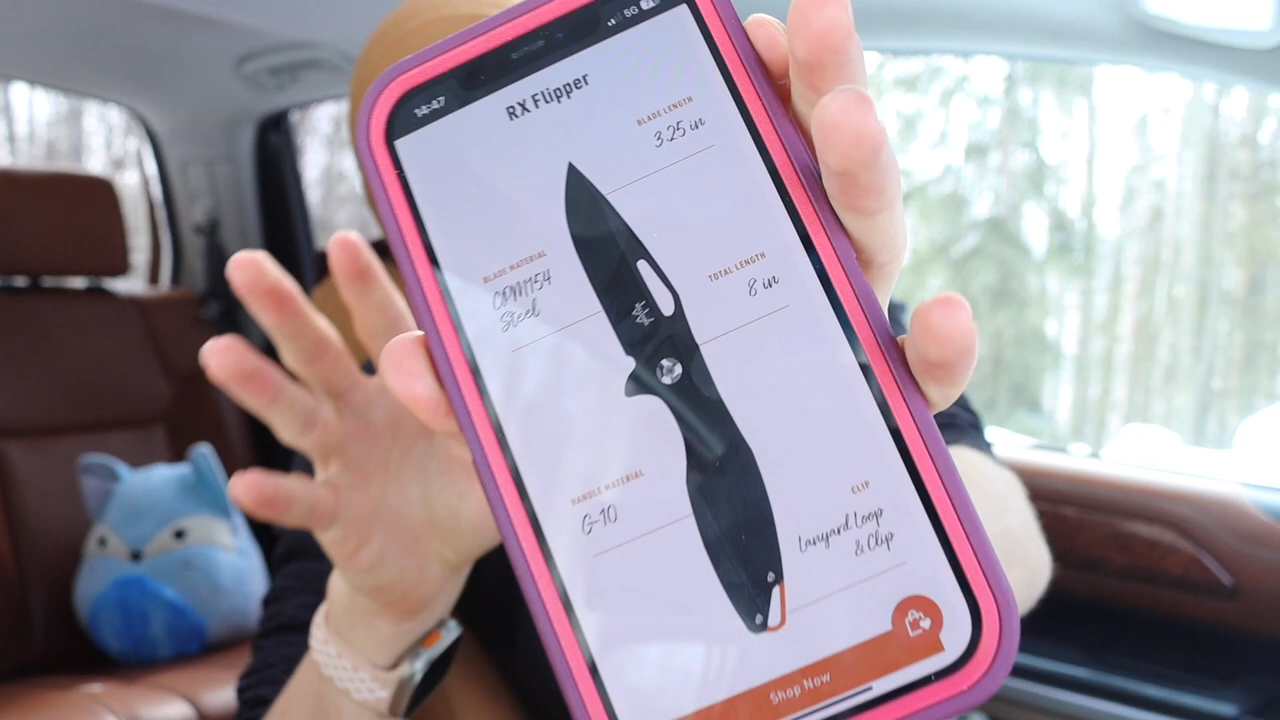 14:47
5G
RX Flipper
BLADE LENGTH
3.25 in
BLADE MATERIAL
CPM154
Steel
TOTAL LENGTH
8 in
HANDLE MATERIAL
G-10
CLIP
Lanyard Loop
& Clip
Shop Now